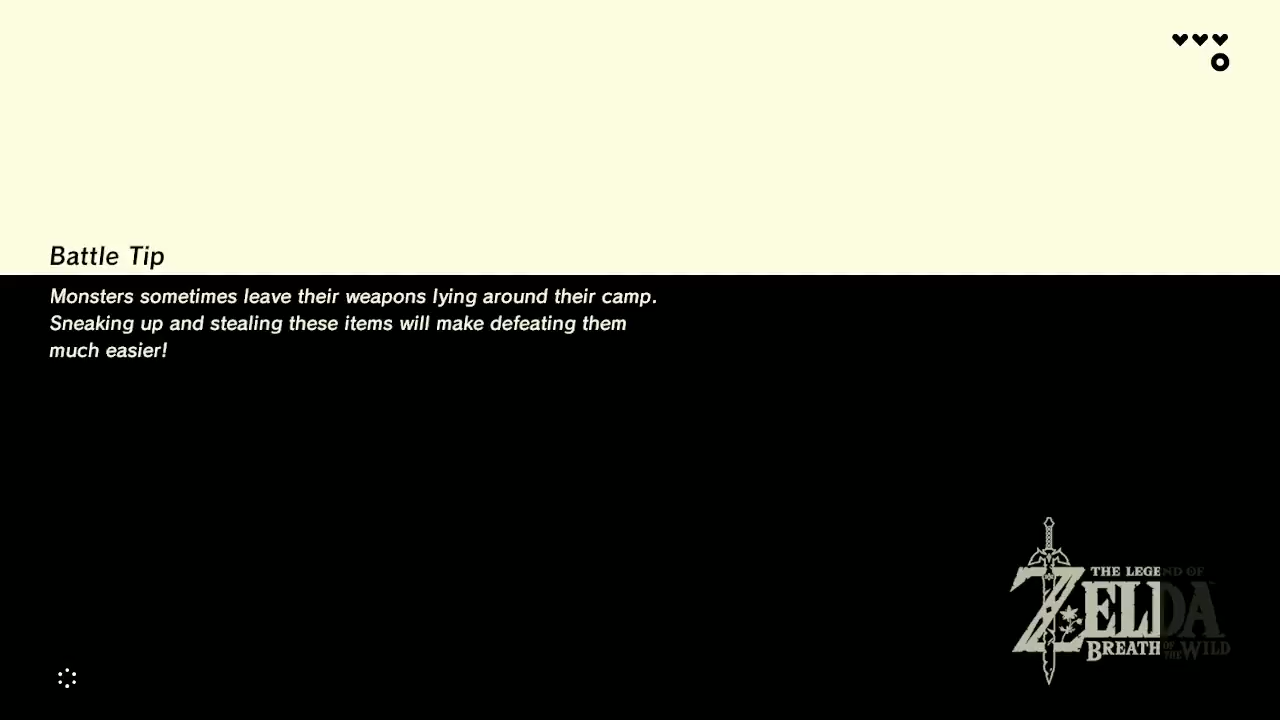 Battle Tip
Monsters sometimes leave their weapons lying around their camp.
Sneaking up and stealing these items will make defeating them
much easier!
THE LEGEND OF
ZELDA
BREATH OF THE WILD